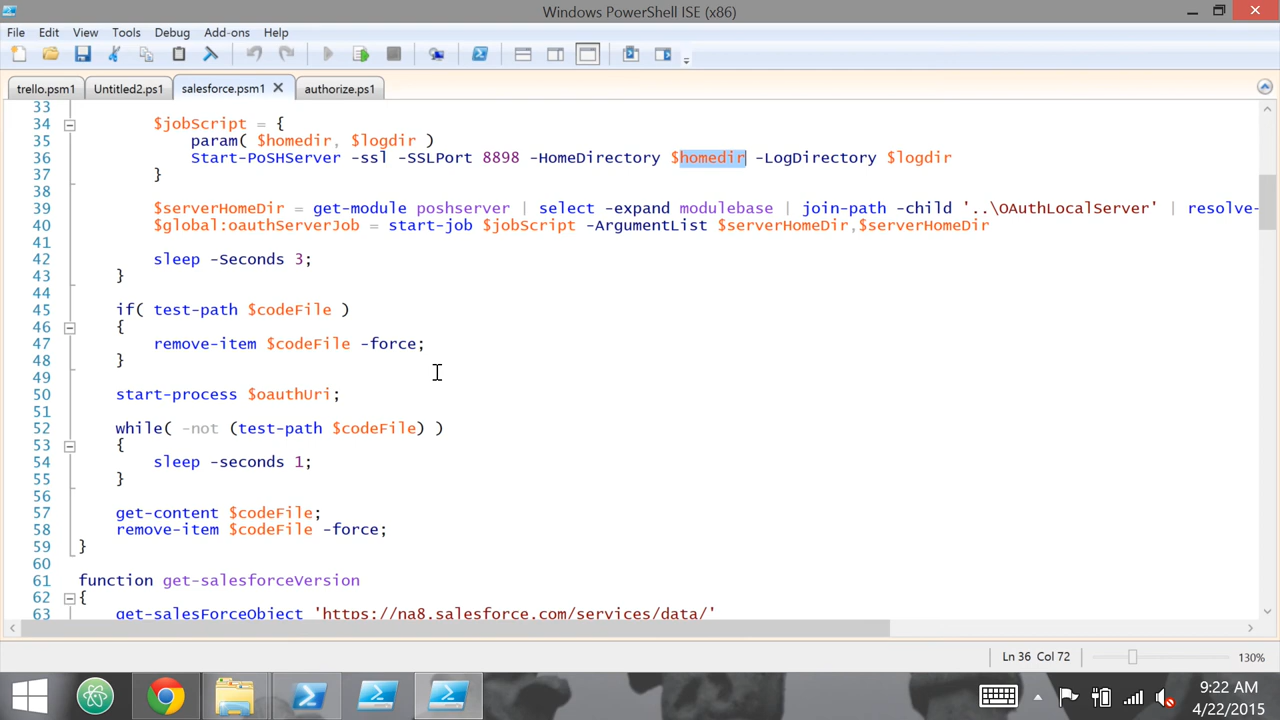 Windows PowerShell ISE (x86)
File Edit View Tools Debug Add-ons Help
trello.psm1 Untitled2.ps1 salesforce.psm1 authorize.ps1
33
34 $jobScript = {
35 param( $homedir, $logdir )
36 Start-PoSHServer -ssl -SSLPort 8898 -HomeDirectory $homedir -LogDirectory $logdir
37 }
38
39 $serverHomeDir = get-module poshserver | select -expand modulebase | join-path -child '..\OAuthLocalServer' | resolve-
40 $global:oauthServerJob = start-job $jobScript -ArgumentList $serverHomeDir,$serverHomeDir
41
42 sleep -Seconds 3;
43 }
44
45 if( test-path $codeFile )
46 {
47 remove-item $codeFile -force;
48 }
49
50 start-process $oauthUri;
51
52 while( -not (test-path $codeFile) )
53 {
54 sleep -seconds 1;
55 }
56
57 get-content $codeFile;
58 remove-item $codeFile -force;
59 }
60
61 function get-salesforceVersion
62 {
63 get-salesForceObject 'https://na8.salesforce.com/services/data/'
Ln 36 Col 72 130%
9:22 AM
4/22/2015